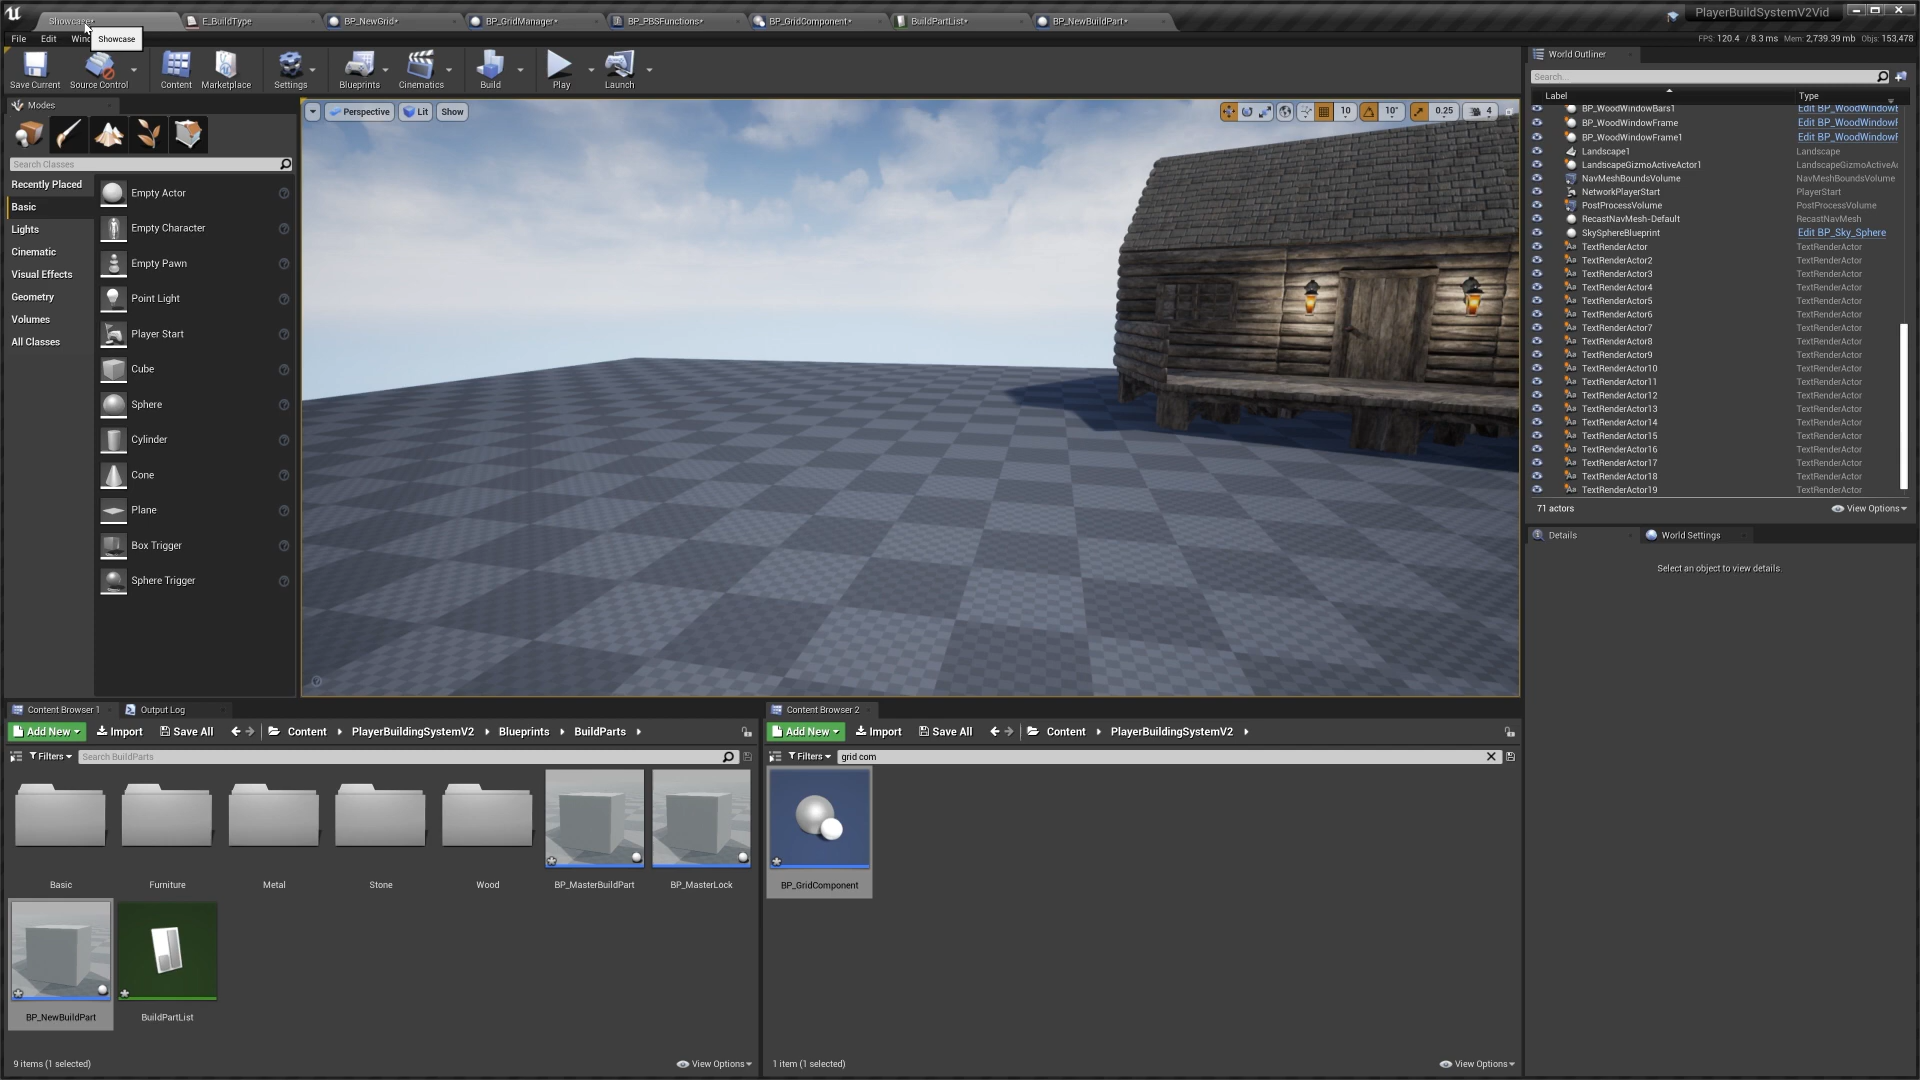 Showcase*
E_BuildType
BP_NewGrid*
BP_GridManager*
BP_PBSFunctions*
BP_GridComponent*
BuildPartList*
BP_NewBuildPart*
PlayerBuildSystemV2Vid
File
Edit
Showcase
FPS: 120.4 / 8.3 ms Mem: 2,739.39 mb Objs: 153,478
Save Current
Source Control
Content
Marketplace
Settings
Blueprints
Cinematics
Build
Play
Launch
Modes
Search Classes
Recently Placed
Basic
Lights
Cinematic
Visual Effects
Geometry
Volumes
All Classes
Empty Actor
Empty Character
Empty Pawn
Point Light
Player Start
Cube
Sphere
Cylinder
Cone
Plane
Box Trigger
Sphere Trigger
Perspective
Lit
Show
10
10°
0.25
4
World Outliner
Search...
Label Type
BP_WoodWindowBars1 Edit BP_WoodWindowB
BP_WoodWindowFrame Edit BP_WoodWindowF
BP_WoodWindowFrame1 Edit BP_WoodWindowF
Landscape1 Landscape
LandscapeGizmoActiveActor1 LandscapeGizmoActiveAc
NavMeshBoundsVolume NavMeshBoundsVolume
NetworkPlayerStart PlayerStart
PostProcessVolume PostProcessVolume
RecastNavMesh-Default RecastNavMesh
SkySphereBlueprint Edit BP_Sky_Sphere
TextRenderActor TextRenderActor
TextRenderActor2 TextRenderActor
TextRenderActor3 TextRenderActor
TextRenderActor4 TextRenderActor
TextRenderActor5 TextRenderActor
TextRenderActor6 TextRenderActor
TextRenderActor7 TextRenderActor
TextRenderActor8 TextRenderActor
TextRenderActor9 TextRenderActor
TextRenderActor10 TextRenderActor
TextRenderActor11 TextRenderActor
TextRenderActor12 TextRenderActor
TextRenderActor13 TextRenderActor
TextRenderActor14 TextRenderActor
TextRenderActor15 TextRenderActor
TextRenderActor16 TextRenderActor
TextRenderActor17 TextRenderActor
TextRenderActor18 TextRenderActor
TextRenderActor19 TextRenderActor
71 actors
View Options
Details
World Settings
Select an object to view details.
Content Browser 1
Output Log
Add New
Import
Save All
Content
PlayerBuildingSystemV2
Blueprints
BuildParts
Filters
Search BuildParts
Basic
Furniture
Metal
Stone
Wood
BP_MasterBuildPart
BP_MasterLock
BP_NewBuildPart
BuildPartList
9 items (1 selected)
View Options
Content Browser 2
Add New
Import
Save All
Content
PlayerBuildingSystemV2
Filters
grid com
BP_GridComponent
1 item (1 selected)
View Options